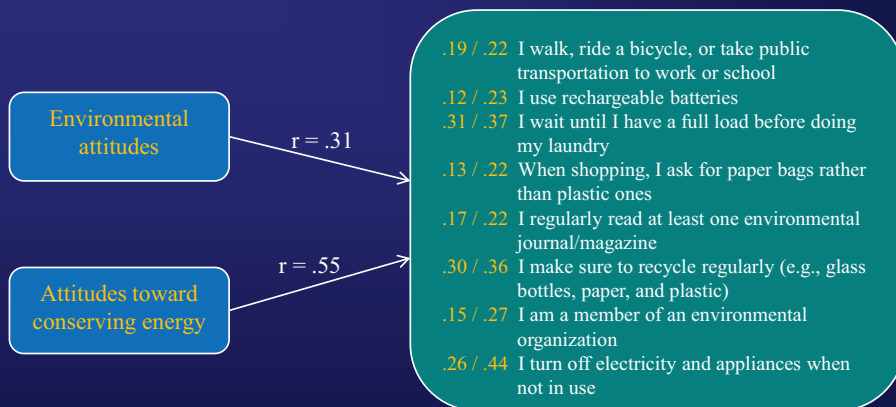 Environmental
attitudes
r = .31
Attitudes toward
conserving energy
r = .55
.19 / .22 I walk, ride a bicycle, or take public
transportation to work or school
.12 / .23 I use rechargeable batteries
.31 / .37 I wait until I have a full load before doing
my laundry
.13 / .22 When shopping, I ask for paper bags rather
than plastic ones
.17 / .22 I regularly read at least one environmental
journal/magazine
.30 / .36 I make sure to recycle regularly (e.g., glass
bottles, paper, and plastic)
.15 / .27 I am a member of an environmental
organization
.26 / .44 I turn off electricity and appliances when
not in use